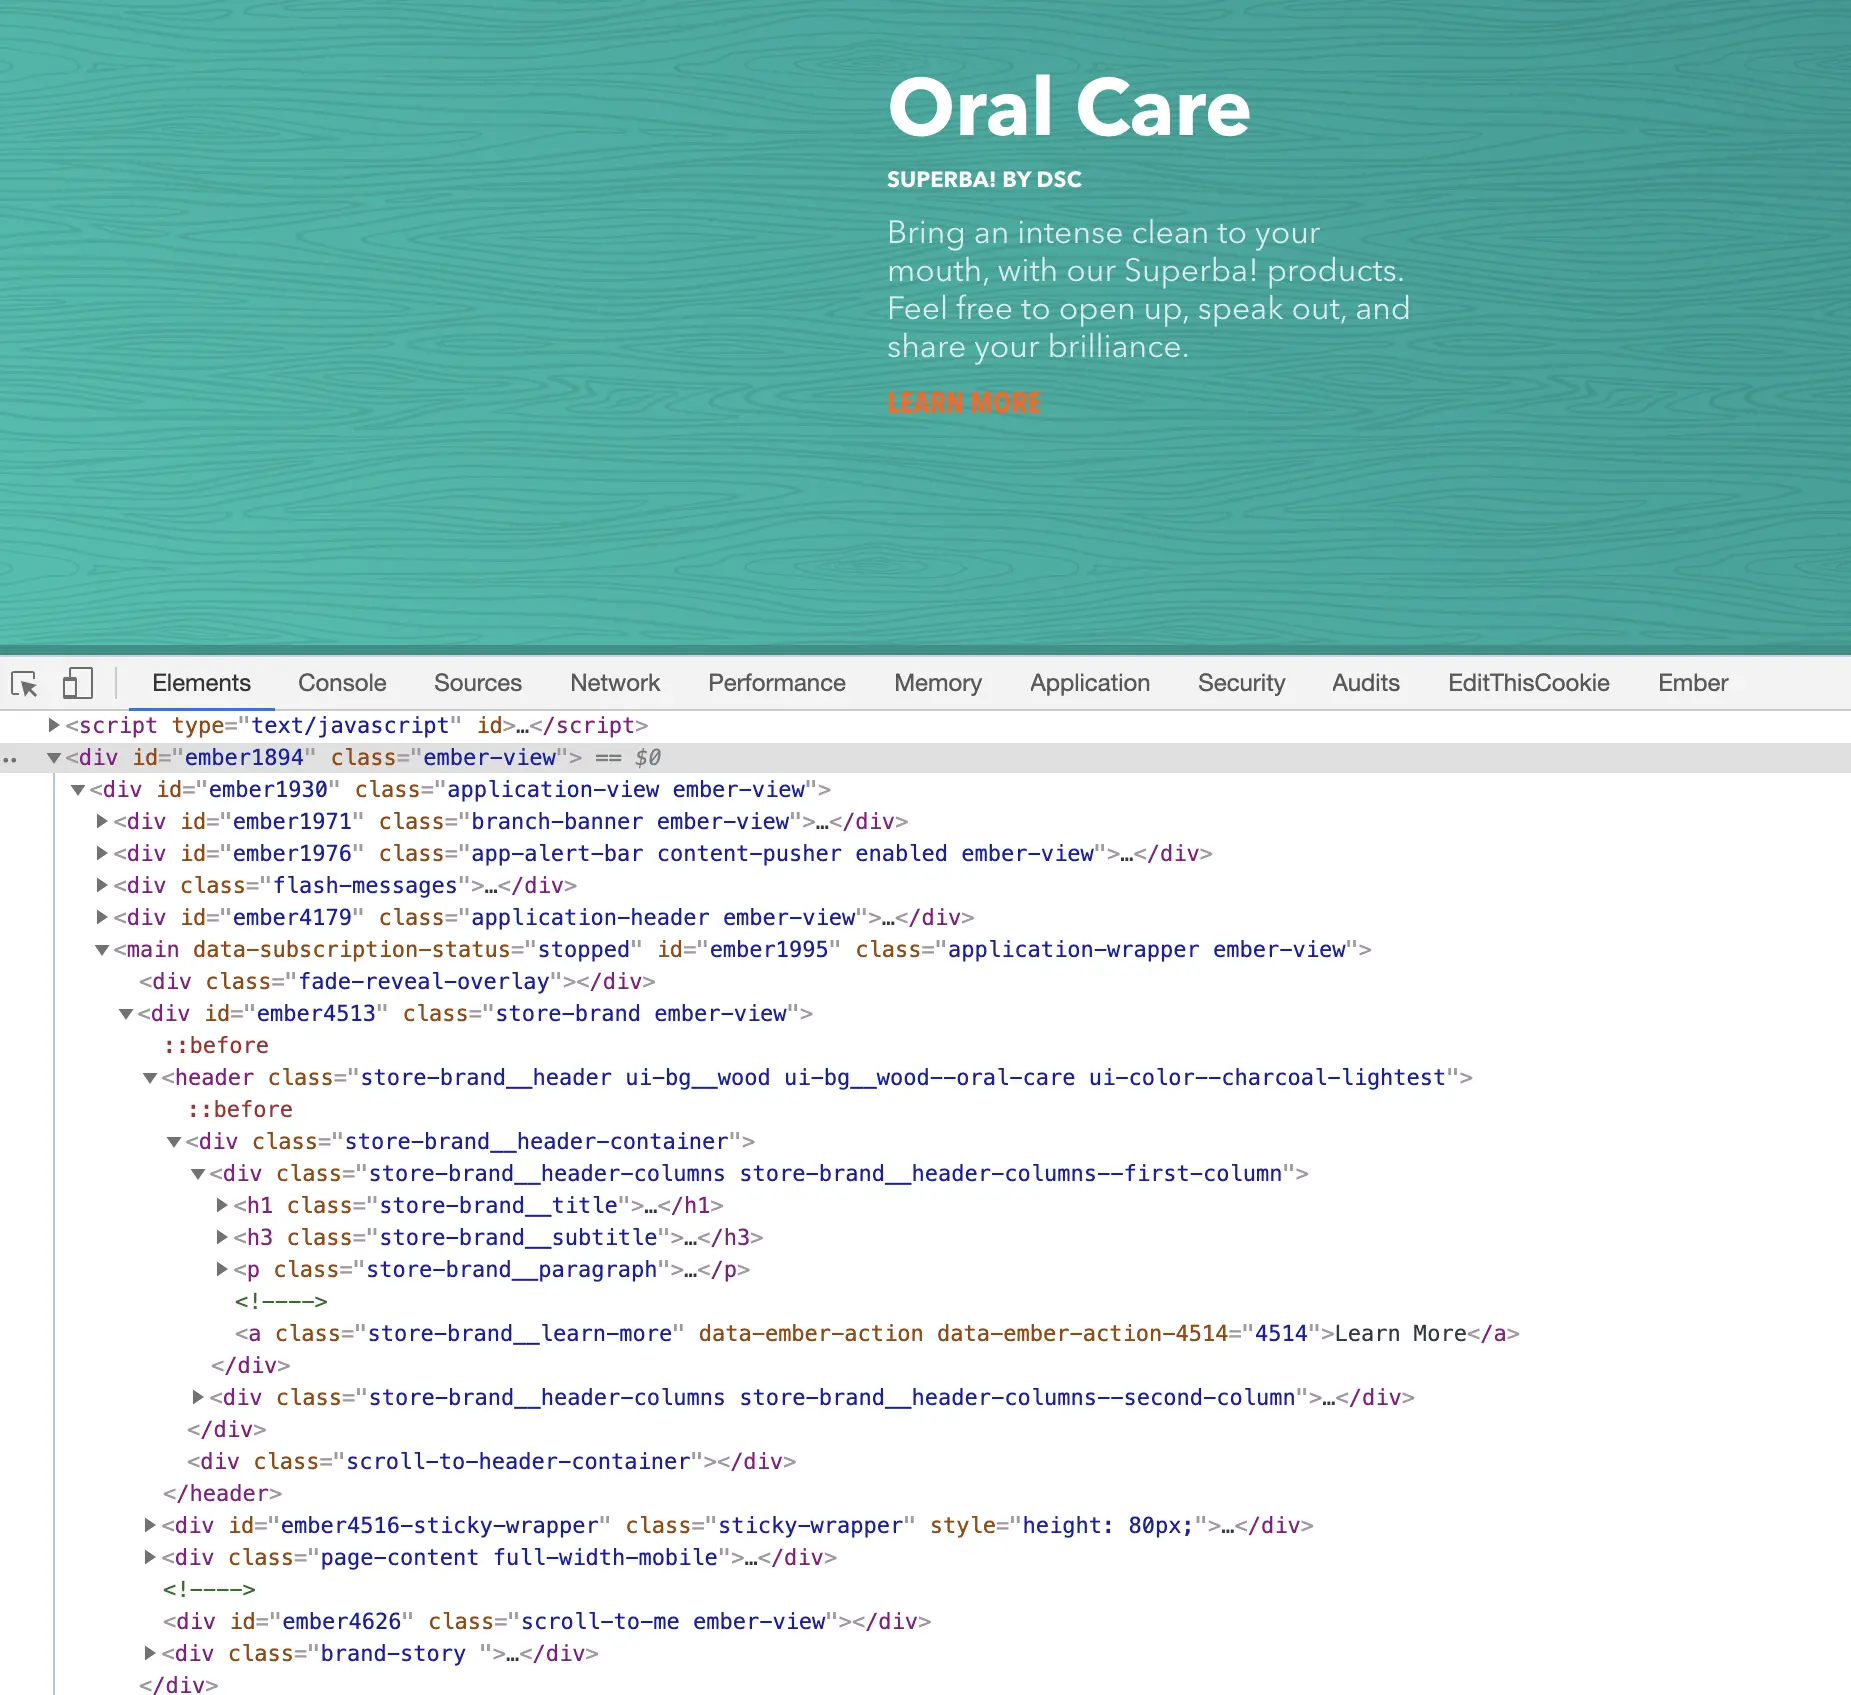 Oral Care
SUPERBA! BY DSC
Bring an intense clean to your
mouth, with our Superba! products.
Feel free to open up, speak out, and
share your brilliance.
LEARN MORE
Elements Console Sources Network Performance Memory Application Security Audits EditThisCookie Ember
<script type="text/javascript" id>…</script>
<div id="ember1894" class="ember-view"> == $0
<div id="ember1930" class="application-view ember-view">
<div id="ember1971" class="branch-banner ember-view">…</div>
<div id="ember1976" class="app-alert-bar content-pusher enabled ember-view">…</div>
<div class="flash-messages">…</div>
<div id="ember4179" class="application-header ember-view">…</div>
<main data-subscription-status="stopped" id="ember1995" class="application-wrapper ember-view">
<div class="fade-reveal-overlay"></div>
<div id="ember4513" class="store-brand ember-view">
::before
<header class="store-brand__header ui-bg__wood ui-bg__wood--oral-care ui-color--charcoal-lightest">
::before
<div class="store-brand__header-container">
<div class="store-brand__header-columns store-brand__header-columns--first-column">
<h1 class="store-brand__title">…</h1>
<h3 class="store-brand__subtitle">…</h3>
<p class="store-brand__paragraph">…</p>
<!---->
<a class="store-brand__learn-more" data-ember-action data-ember-action-4514="4514">Learn More</a>
</div>
<div class="store-brand__header-columns store-brand__header-columns--second-column">…</div>
</div>
<div class="scroll-to-header-container"></div>
</header>
<div id="ember4516-sticky-wrapper" class="sticky-wrapper" style="height: 80px;">…</div>
<div class="page-content full-width-mobile">…</div>
<!---->
<div id="ember4626" class="scroll-to-me ember-view"></div>
<div class="brand-story ">…</div>
</div>